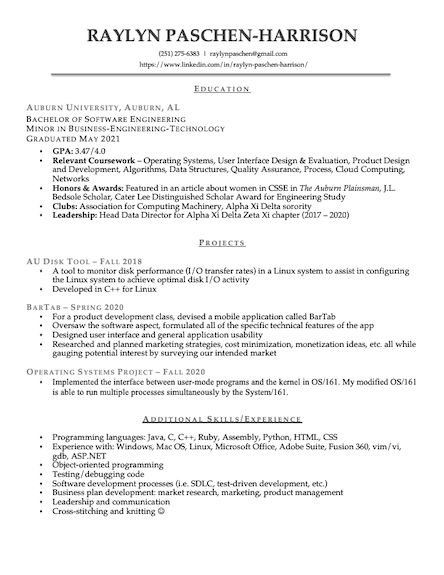 RAYLYN PASCHEN-HARRISON
(251) 275-6383 | raylynpaschen@gmail.com
https://www.linkedin.com/in/raylyn-paschen-harrison/
EDUCATION
AUBURN UNIVERSITY, AUBURN, AL
BACHELOR OF SOFTWARE ENGINEERING
MINOR IN BUSINESS-ENGINEERING-TECHNOLOGY
GRADUATED MAY 2021
• GPA: 3.47/4.0
• Relevant Coursework – Operating Systems, User Interface Design & Evaluation, Product Design
and Development, Algorithms, Data Structures, Quality Assurance, Process, Cloud Computing,
Networks
• Honors & Awards: Featured in an article about women in CSSE in The Auburn Plainsman, J.L.
Bedsole Scholar, Cater Lee Distinguished Scholar Award for Engineering Study
• Clubs: Association for Computing Machinery, Alpha Xi Delta sorority
• Leadership: Head Data Director for Alpha Xi Delta Zeta Xi chapter (2017 – 2020)
PROJECTS
AU DISK TOOL – FALL 2018
• A tool to monitor disk performance (I/O transfer rates) in a Linux system to assist in configuring
the Linux system to achieve optimal disk I/O activity
• Developed in C++ for Linux
BARTAB – SPRING 2020
• For a product development class, devised a mobile application called BarTab
• Oversaw the software aspect, formulated all of the specific technical features of the app
• Designed user interface and general application usability
• Researched and planned marketing strategies, cost minimization, monetization ideas, etc. all while
gauging potential interest by surveying our intended market
OPERATING SYSTEMS PROJECT – FALL 2020
• Implemented the interface between user-mode programs and the kernel in OS/161. My modified OS/161
is able to run multiple processes simultaneously by the System/161.
ADDITIONAL SKILLS/EXPERIENCE
• Programming languages: Java, C, C++, Ruby, Assembly, Python, HTML, CSS
• Experience with: Windows, Mac OS, Linux, Microsoft Office, Adobe Suite, Fusion 360, vim/vi,
gdb, ASP.NET
• Object-oriented programming
• Testing/debugging code
• Software development processes (i.e. SDLC, test-driven development, etc.)
• Business plan development: market research, marketing, product management
• Leadership and communication
• Cross-stitching and knitting ☺